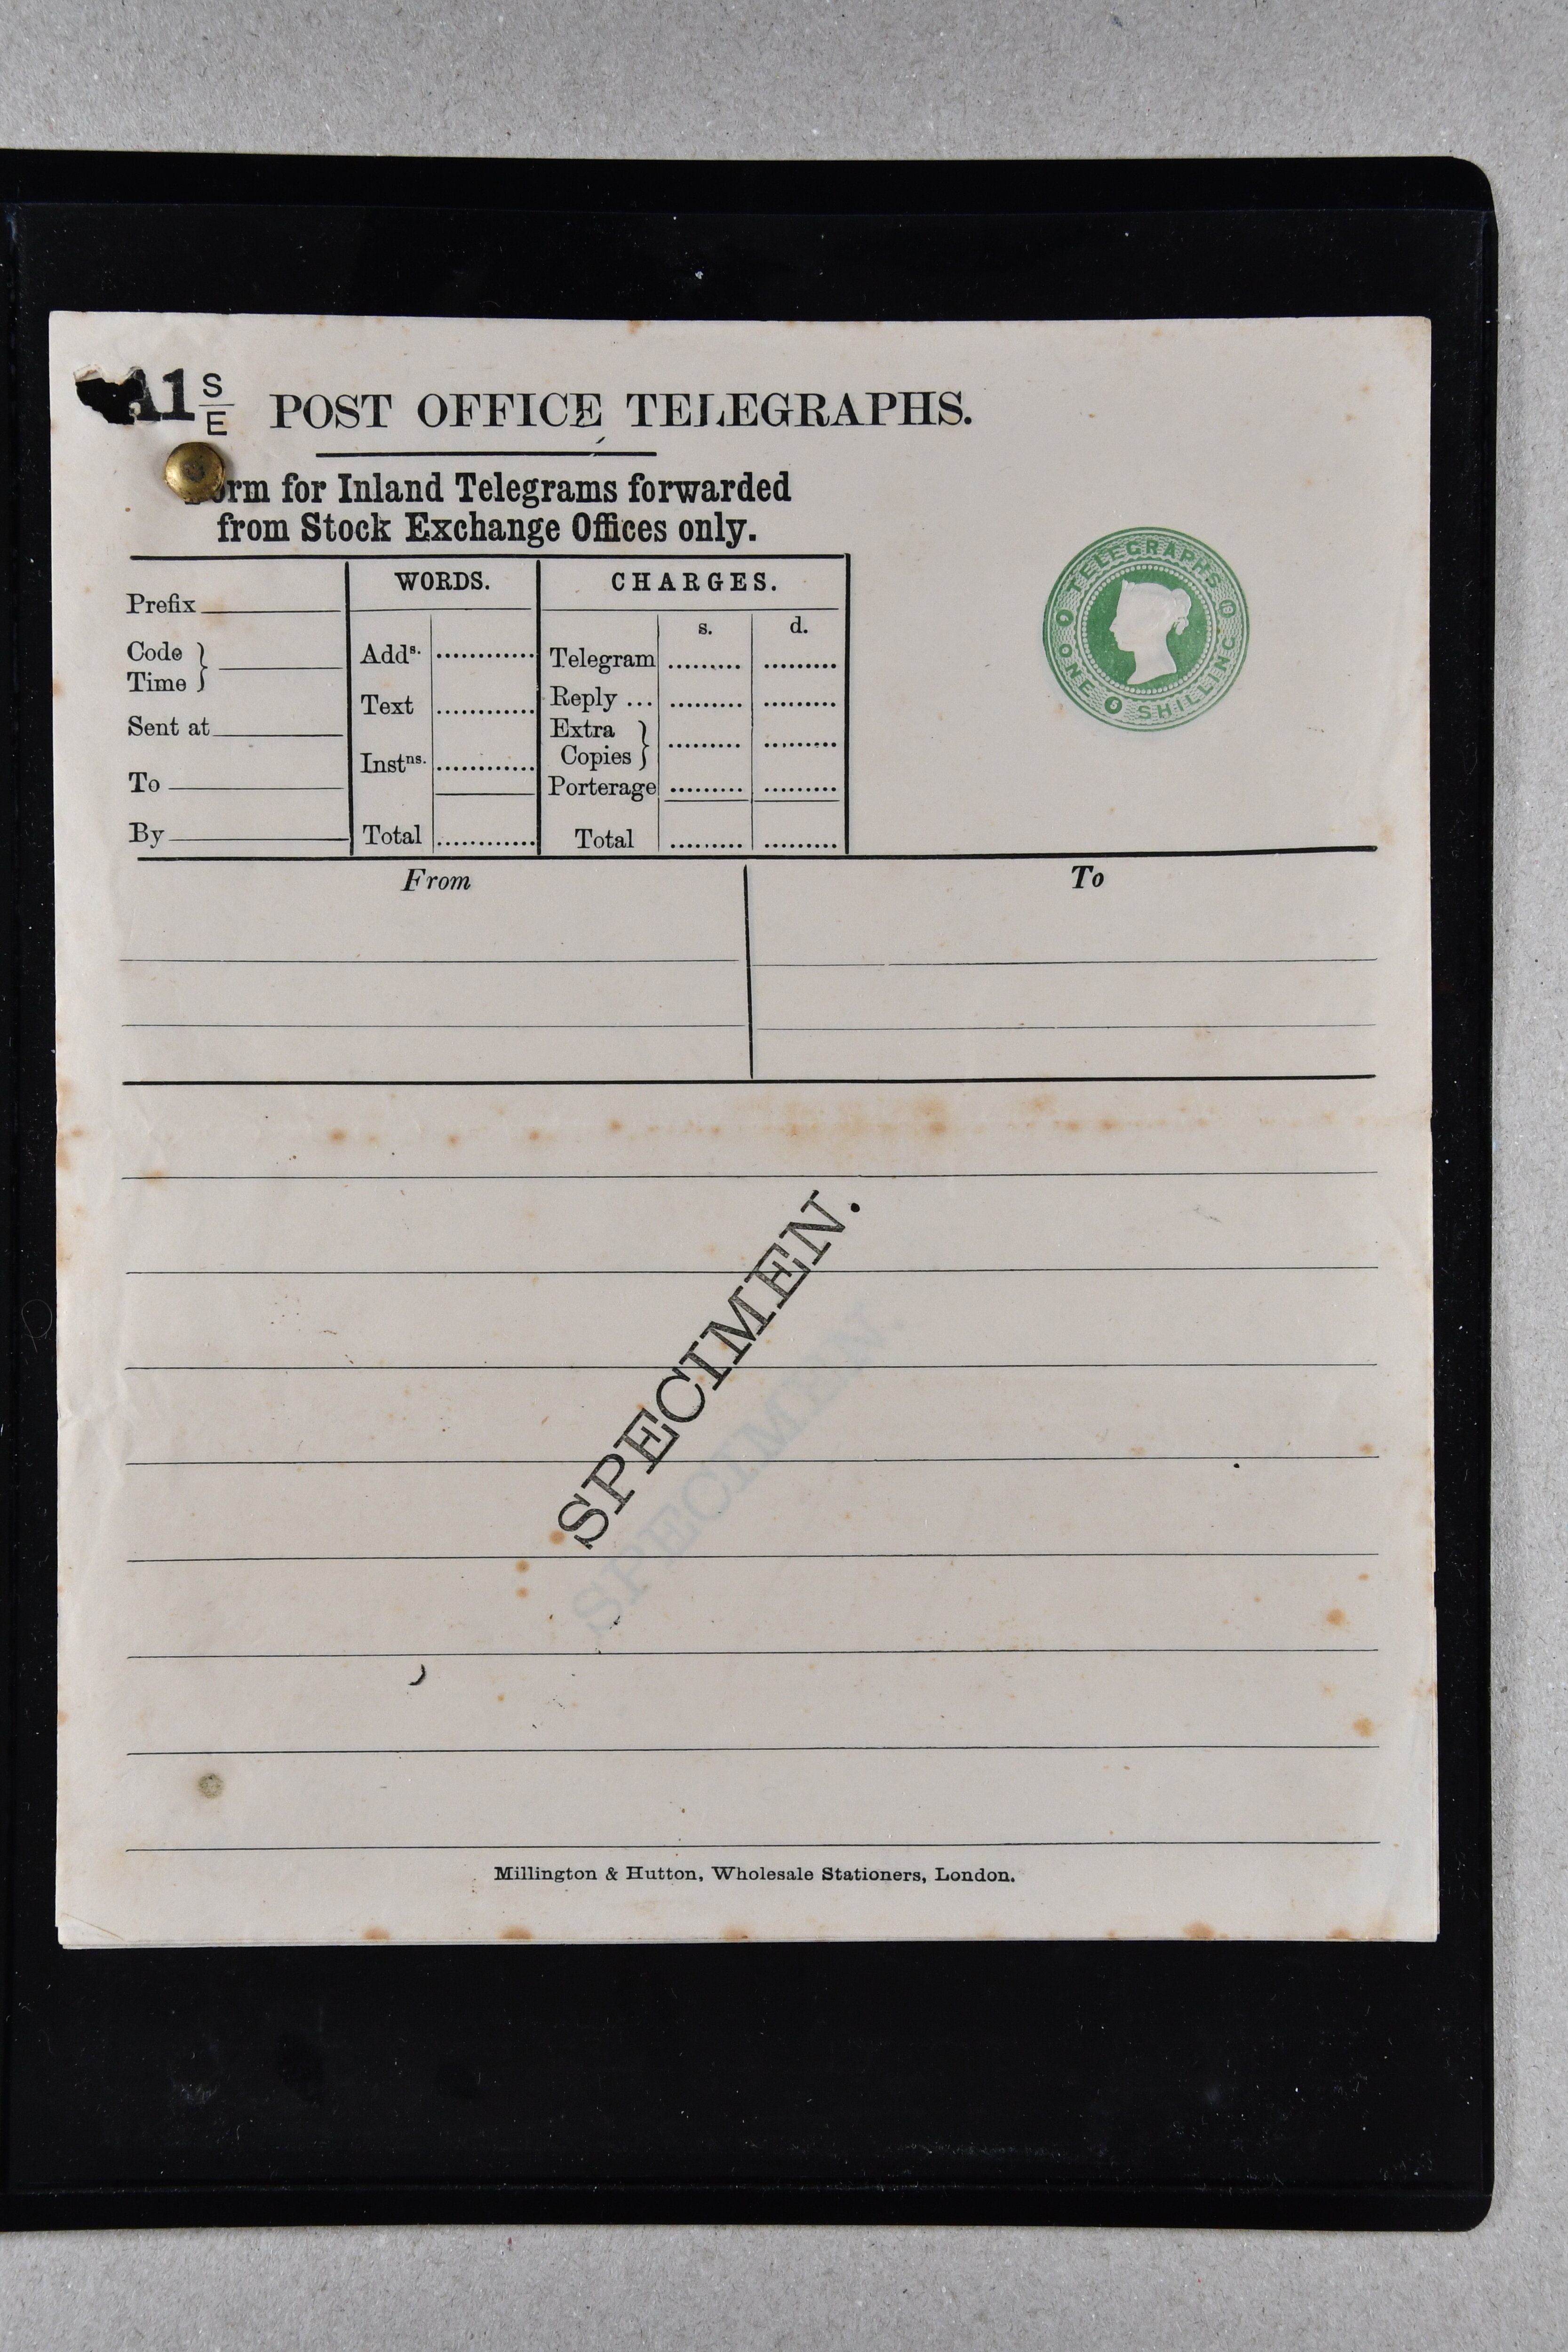 A1 S/E POST OFFICE TELEGRAPHS.
orm for Inland Telegrams forwarded
from Stock Exchange Offices only.
Prefix
Code }
Time }
Sent at
To
By
WORDS.
Adds.
Text
Instns.
Total
CHARGES.
s. d.
Telegram
Reply ...
Extra }
Copies }
Porterage
Total
TELEGRAPHS
ONE SHILLING
From
To
SPECIMEN.
SPECIMEN.
Millington & Hutton, Wholesale Stationers, London.